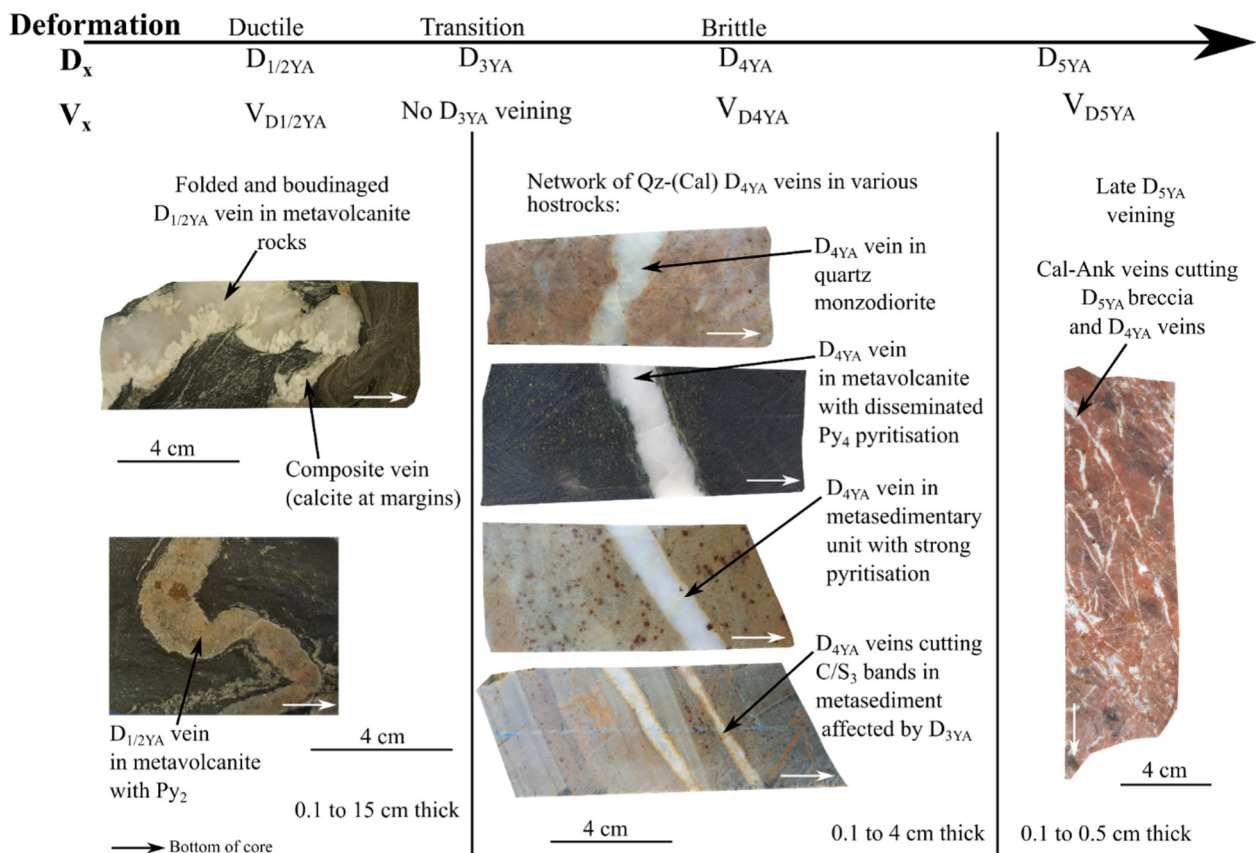 Deformation
Ductile
Transition
Brittle
Dx
D1/2YA
D3YA
D4YA
D5YA
Vx
VD1/2YA
No D3YA veining
VD4YA
VD5YA
Folded and boudinaged
D1/2YA vein in metavolcanite
rocks
4 cm
Composite vein
(calcite at margins)
D1/2YA vein
in metavolcanite
with Py2
4 cm
0.1 to 15 cm thick
Bottom of core
Network of Qz-(Cal) D4YA veins in various
hostrocks:
D4YA vein in
quartz
monzodiorite
D4YA vein
in metavolcanite
with disseminated
Py4 pyritisation
D4YA vein in
metasedimentary
unit with strong
pyritisation
D4YA veins cutting
C/S3 bands in
metasediment
affected by D3YA
4 cm
0.1 to 4 cm thick
Late D5YA
veining
Cal-Ank veins cutting
D5YA breccia
and D4YA veins
4 cm
0.1 to 0.5 cm thick